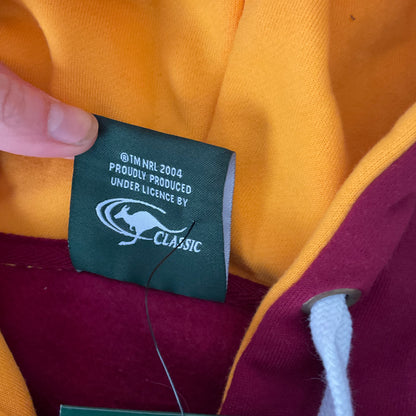 ©TM NRL 2004
PROUDLY PRODUCED
UNDER LICENCE BY
CLASSIC